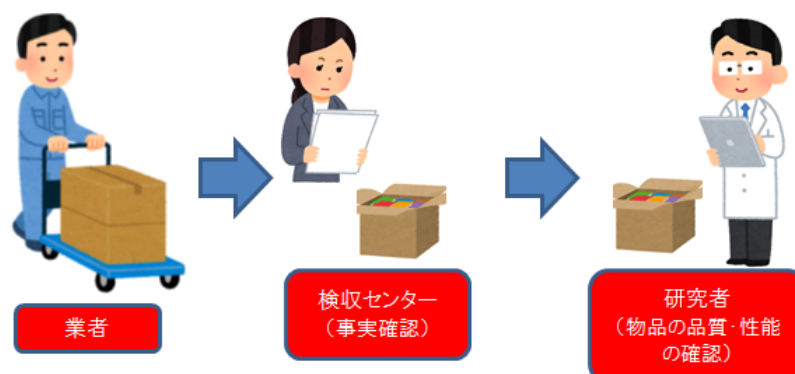 業者
検収センター
（事実確認）
研究者
（物品の品質・性能
の確認）